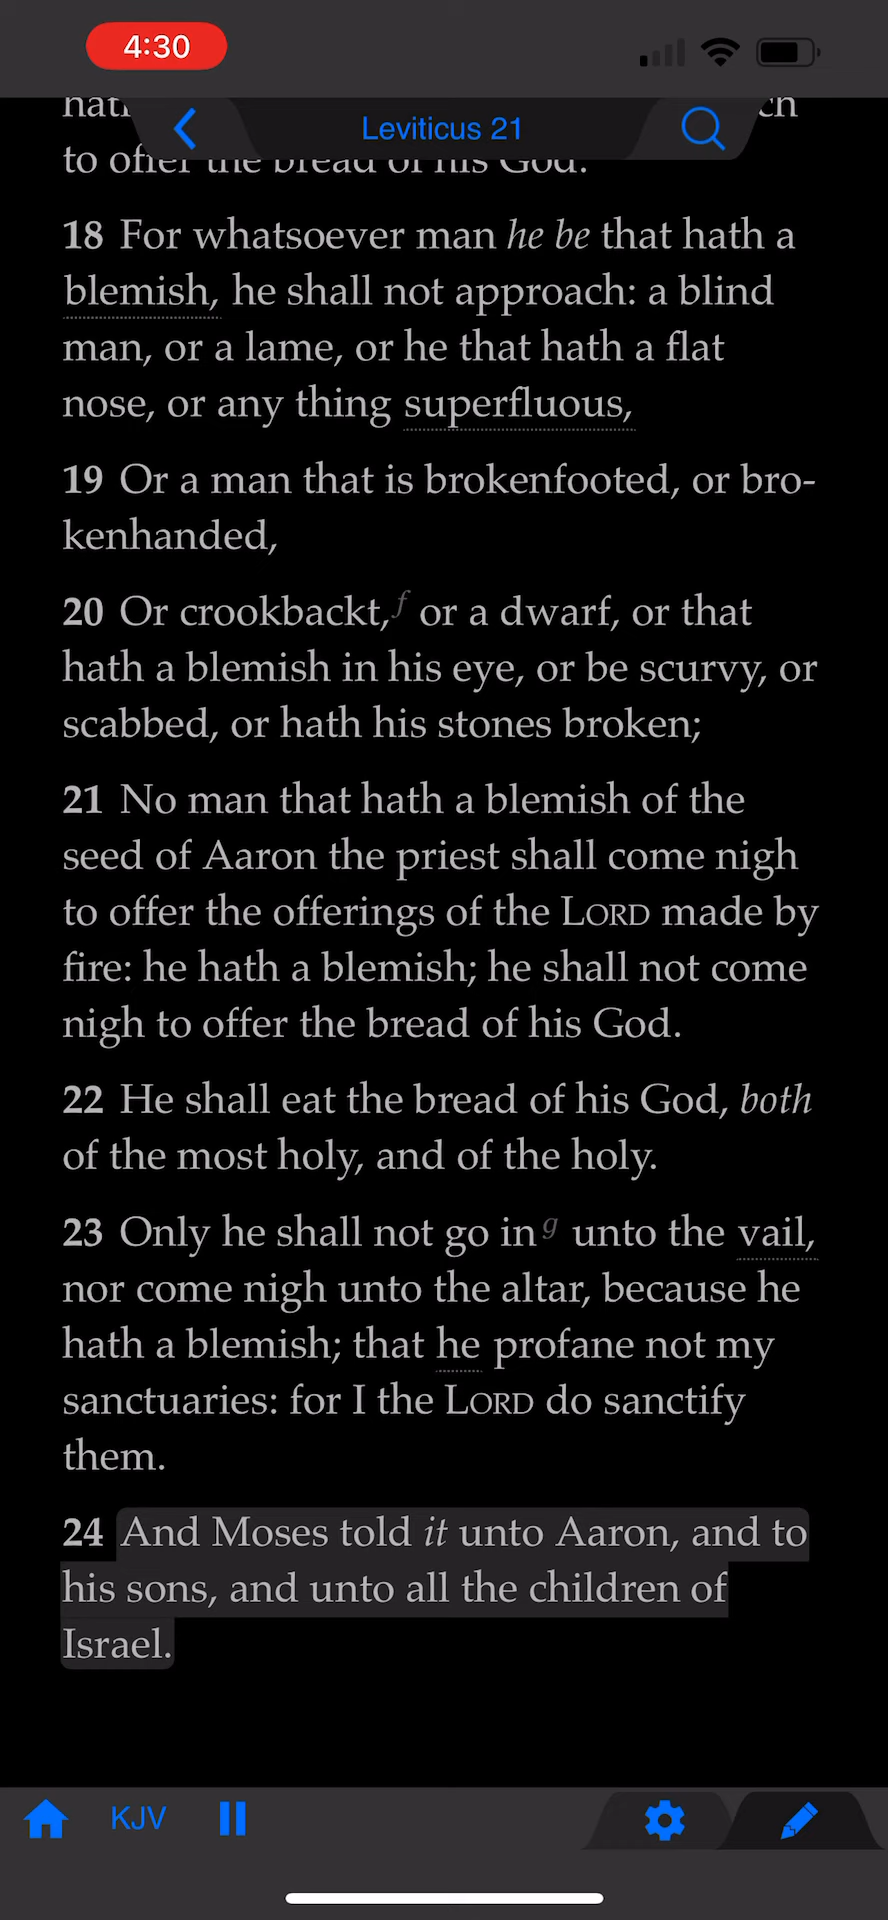 4:30
Leviticus 21
to offer the bread of his God.
18 For whatsoever man he be that hath a
blemish, he shall not approach: a blind
man, or a lame, or he that hath a flat
nose, or any thing superfluous,
19 Or a man that is brokenfooted, or bro-
kenhanded,
20 Or crookbackt,f or a dwarf, or that
hath a blemish in his eye, or be scurvy, or
scabbed, or hath his stones broken;
21 No man that hath a blemish of the
seed of Aaron the priest shall come nigh
to offer the offerings of the LORD made by
fire: he hath a blemish; he shall not come
nigh to offer the bread of his God.
22 He shall eat the bread of his God, both
of the most holy, and of the holy.
23 Only he shall not go in g unto the vail,
nor come nigh unto the altar, because he
hath a blemish; that he profane not my
sanctuaries: for I the LORD do sanctify
them.
24 And Moses told it unto Aaron, and to
his sons, and unto all the children of
Israel.
KJV